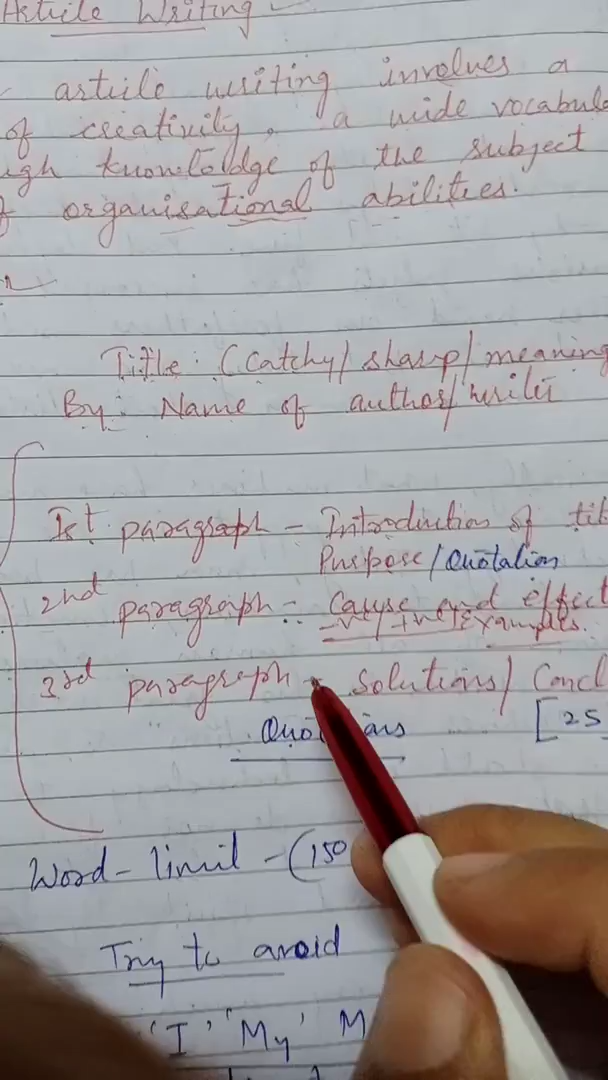 Article Writing
article writing involves a
of creativity, a wide vocabul
ugh knowledge of the subject
organisational abilities.
Title: (Catchy/ sharp/ meaning
By: Name of author/writer
Ist paragraph - Introduction of tit
Purpose/Quotation
2nd paragraph:- Cause and effect
-ve/+ve/Examples.
3rd paragraph - Solutions/ Concl
[25
Word-limit -(150
Try to avoid
'I' 'My' M